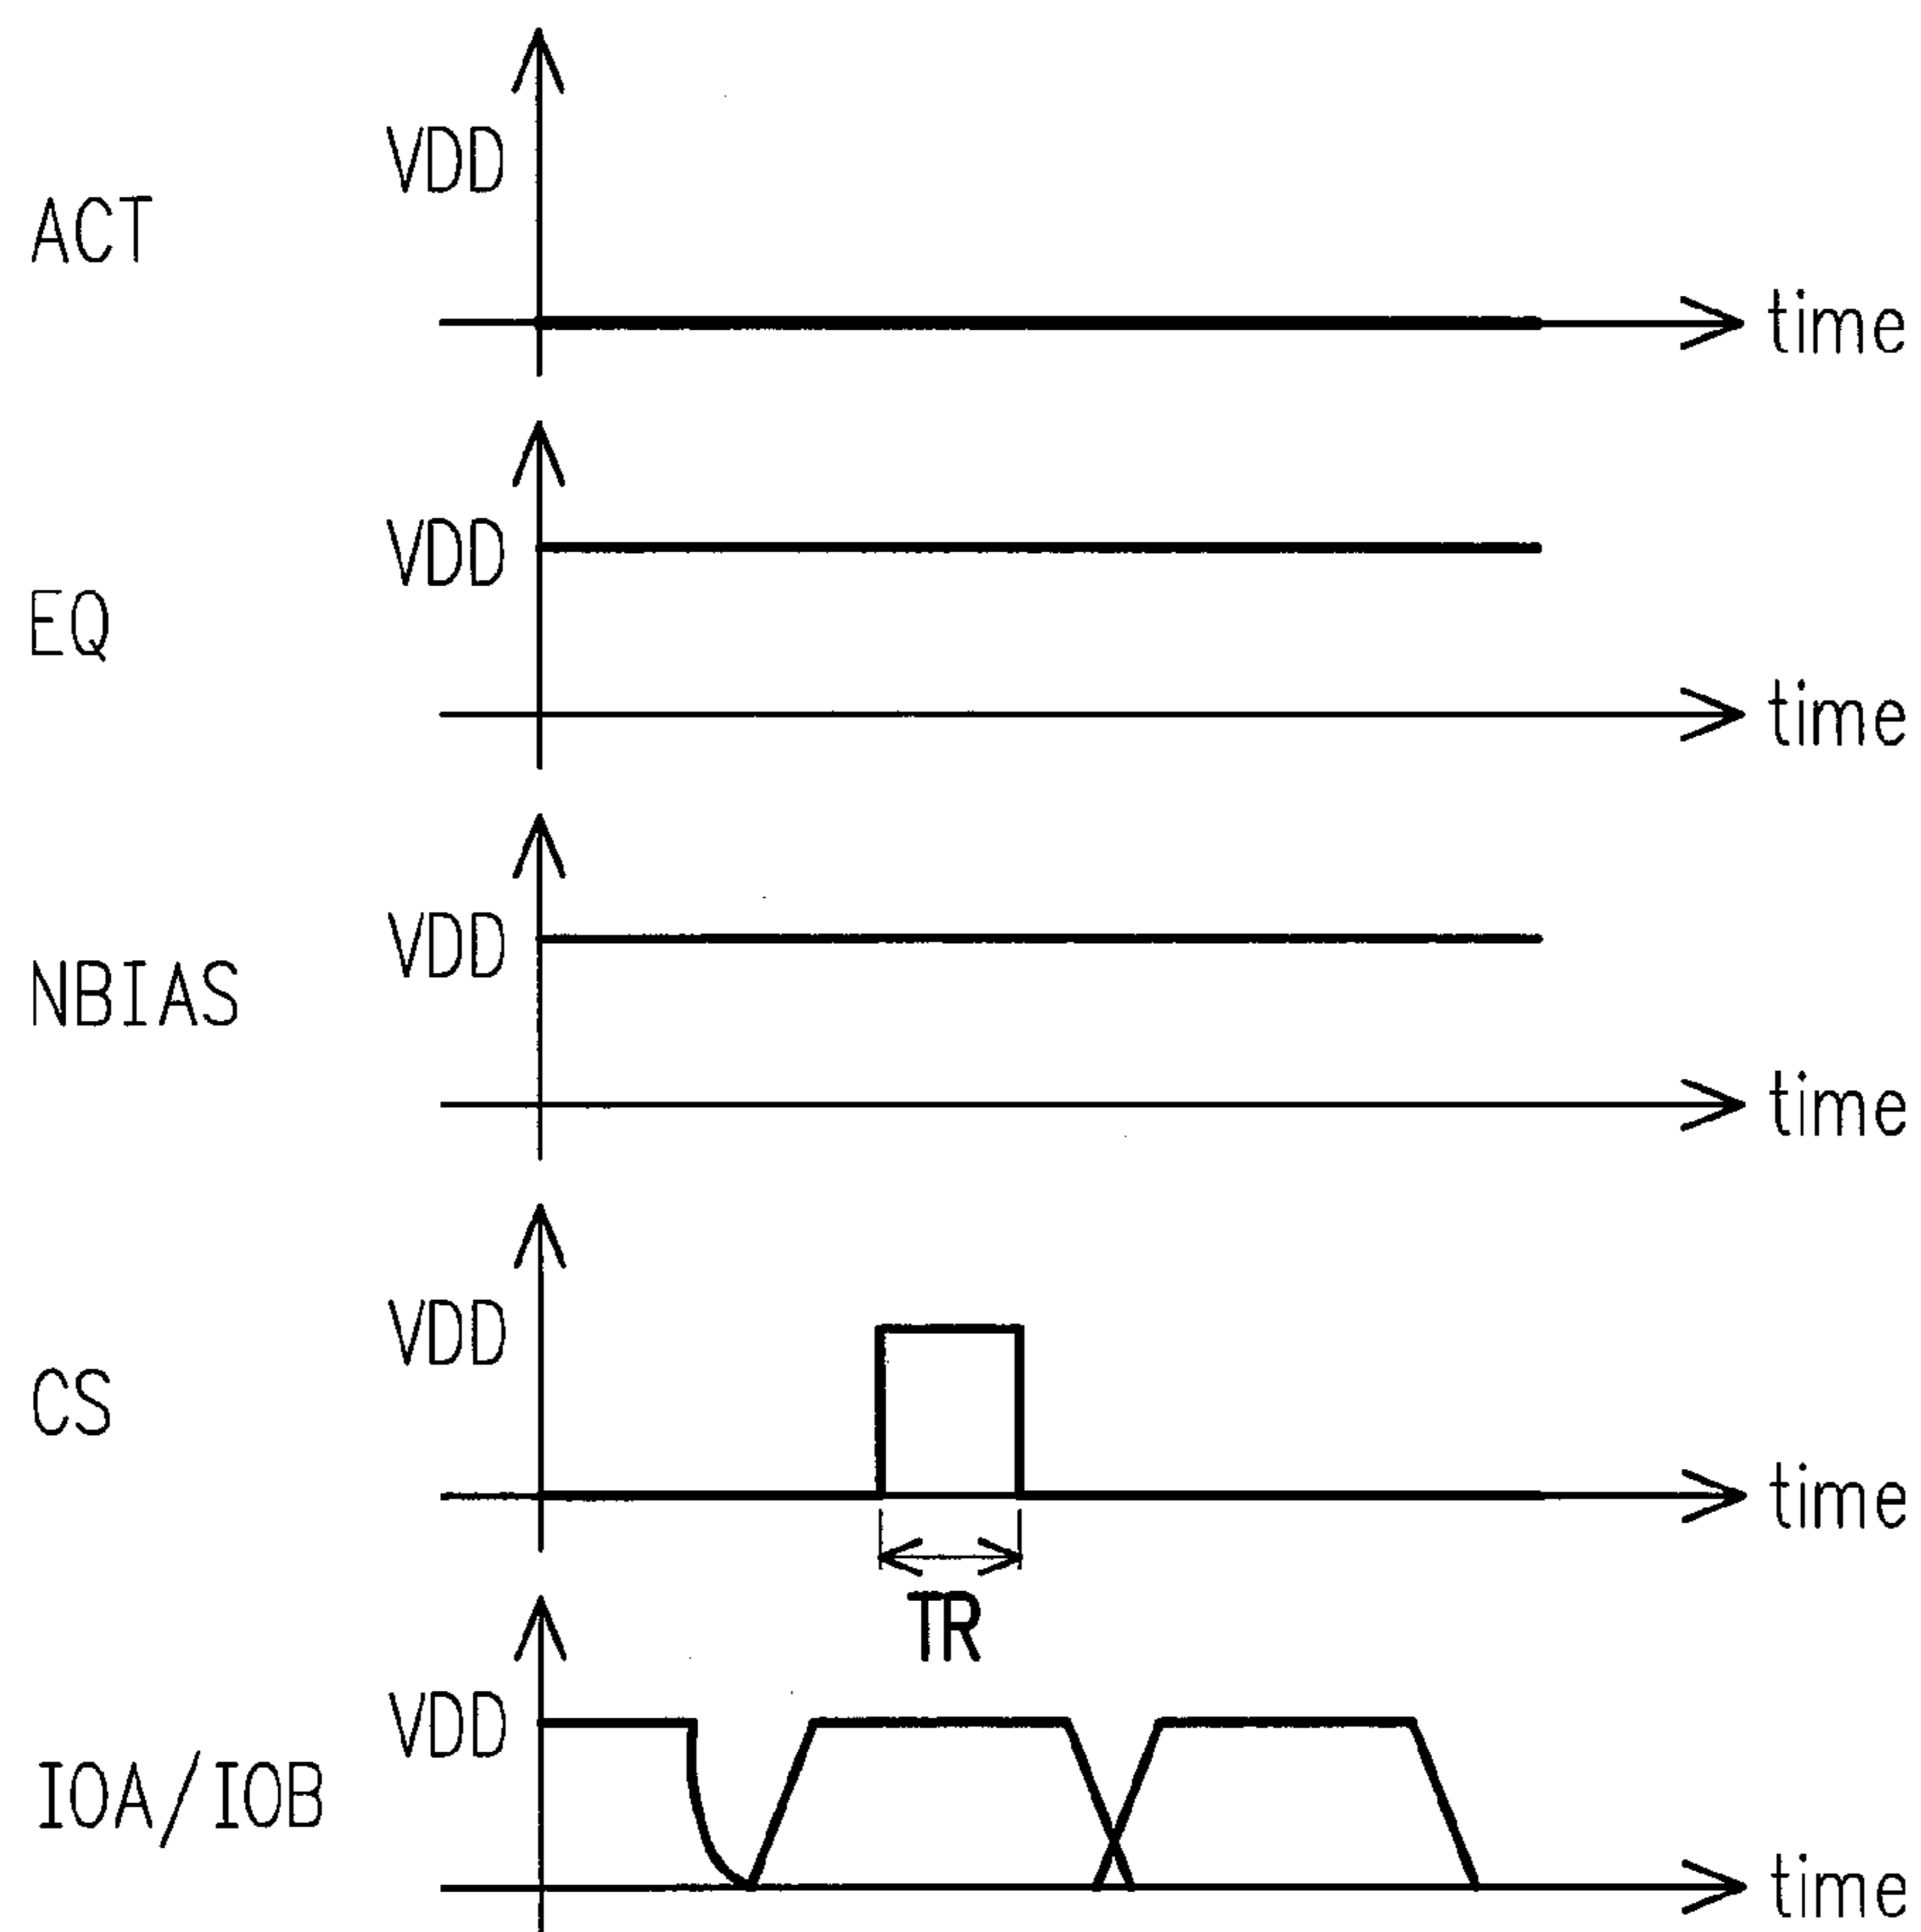 VDD
ACT
time
VDD
EQ
time
VDD
NBIAS
time
VDD
CS
time
TR
VDD
IOA/IOB
time